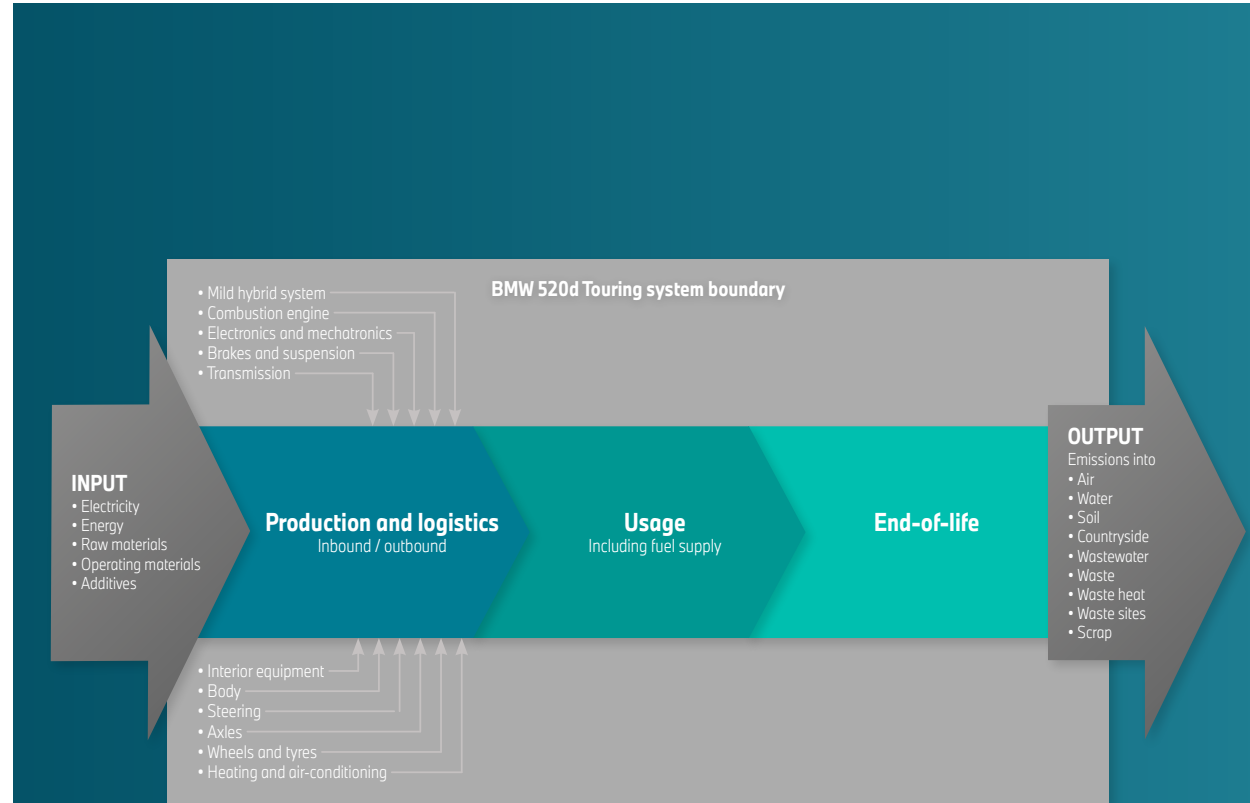 BMW 520d Touring system boundary
• Mild hybrid system
• Combustion engine
• Electronics and mechatronics
• Brakes and suspension
• Transmission
INPUT
• Electricity
• Energy
• Raw materials
• Operating materials
• Additives
Production and logistics
Inbound / outbound
Usage
Including fuel supply
End-of-life
OUTPUT
Emissions into
• Air
• Water
• Soil
• Countryside
• Wastewater
• Waste
• Waste heat
• Waste sites
• Scrap
• Interior equipment
• Body
• Steering
• Axles
• Wheels and tyres
• Heating and air-conditioning